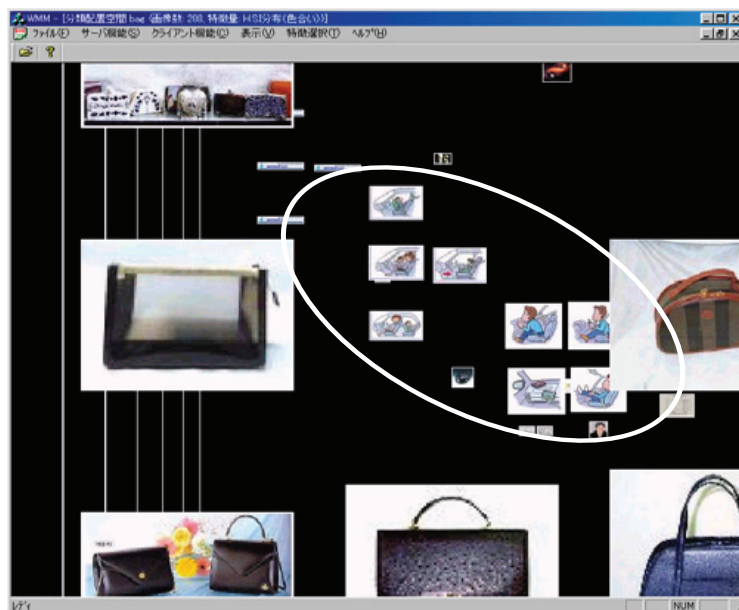 WMM - [分類配置空間 bag (画像数: 200, 特徴量: HSI分布(色合い))]
ファイル(F) サーバ機能(S) クライアント機能(C) 表示(V) 特徴選択(T) ヘルプ(H)
レディ NUM